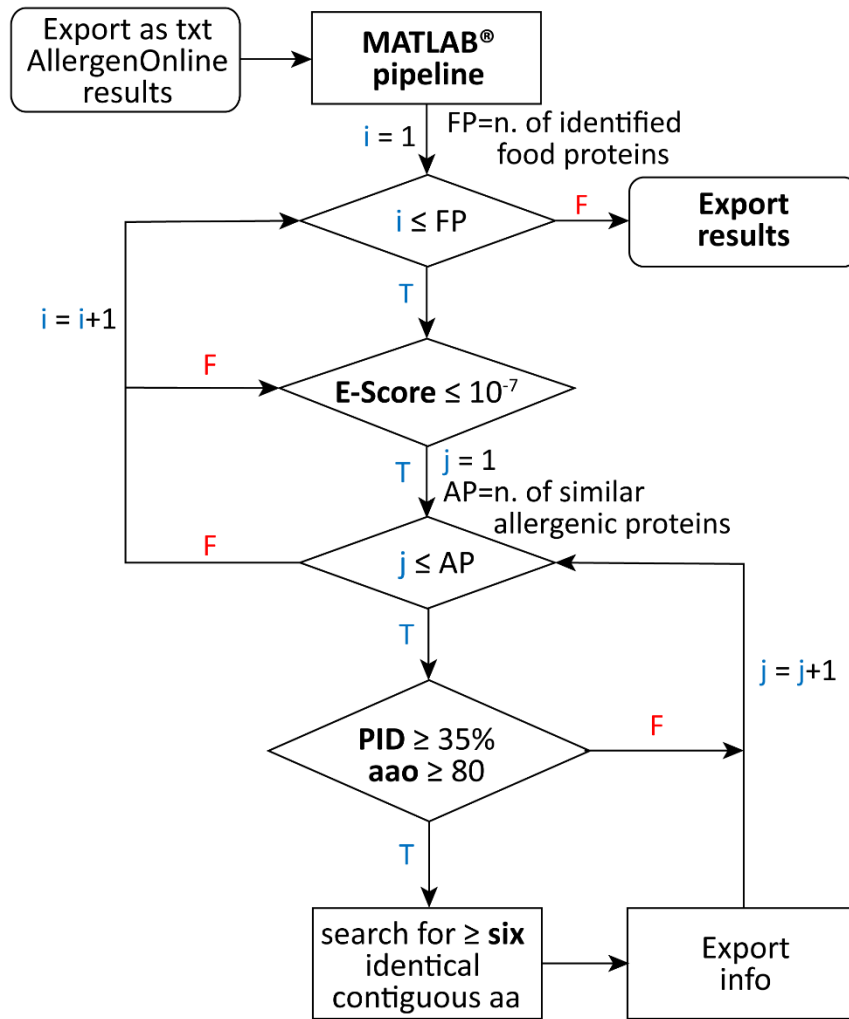 Export as txt
AllergenOnline
results
MATLAB®
pipeline
i = 1
FP=n. of identified
food proteins
i ≤ FP
F
Export
results
T
i = i+1
F
E-Score ≤ 10⁻⁷
T
j = 1
AP=n. of similar
allergenic proteins
F
j ≤ AP
T
j = j+1
PID ≥ 35%
aao ≥ 80
F
T
search for ≥ six
identical
contiguous aa
Export
info